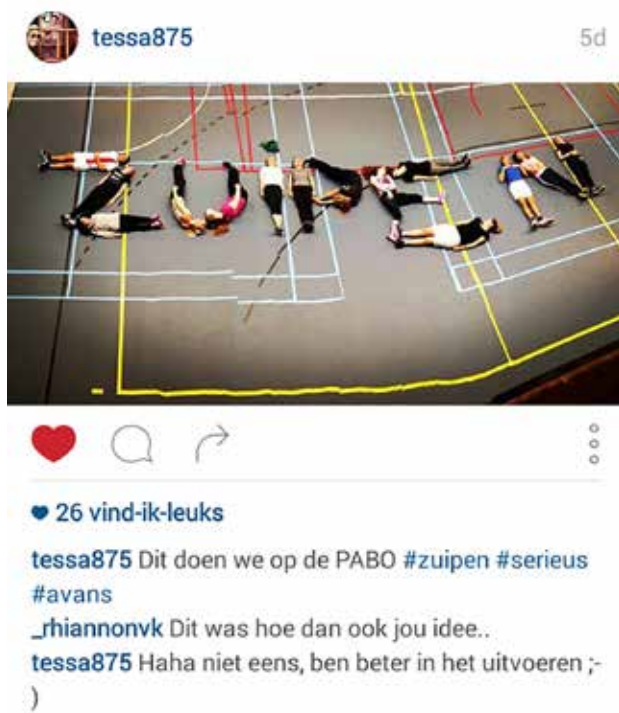 tessa875 5d
ZUIPEN
26 vind-ik-leuks
tessa875 Dit doen we op de PABO #zuipen #serieus
#avans
_rhiannonvk Dit was hoe dan ook jou idee..
tessa875 Haha niet eens, ben beter in het uitvoeren ;-
)